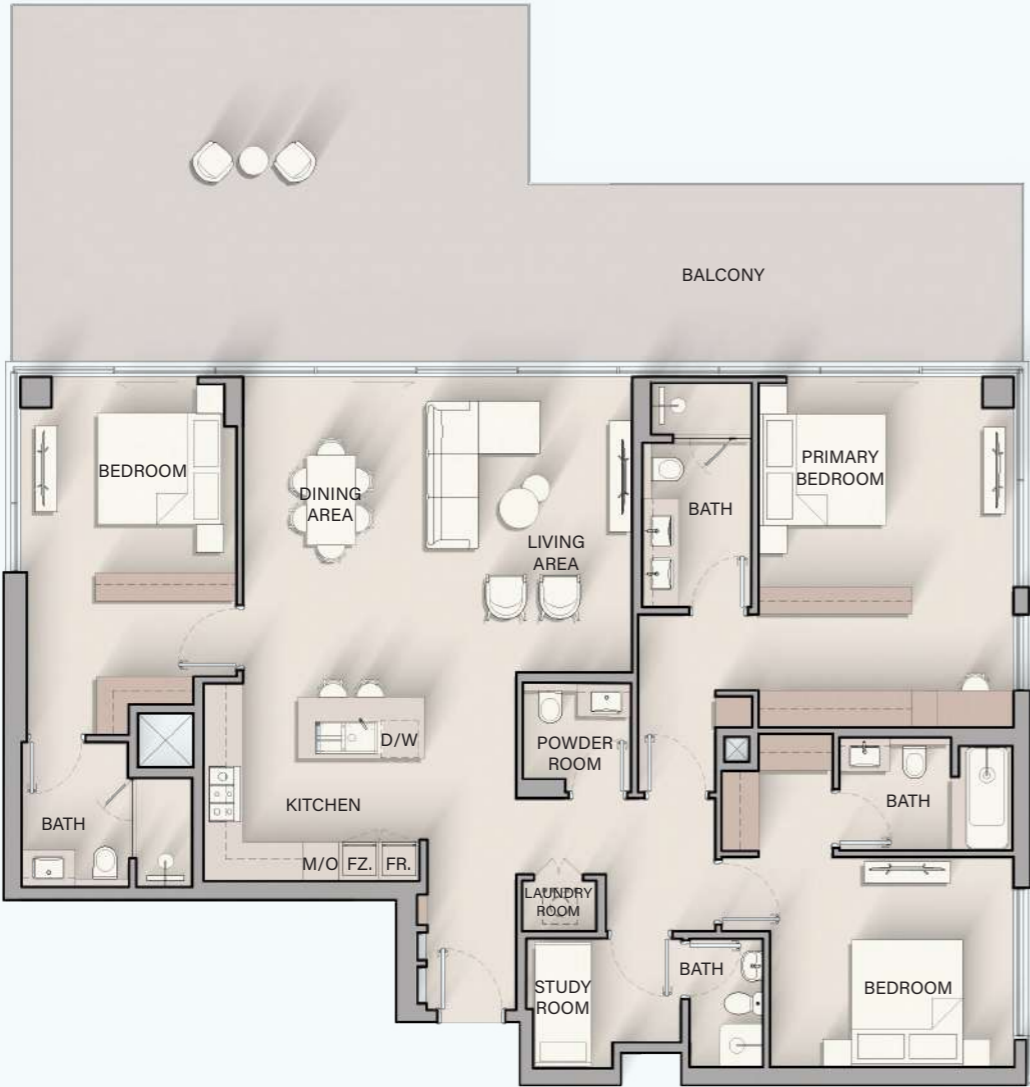 BALCONY
BEDROOM
DINING
AREA
LIVING
AREA
BATH
PRIMARY
BEDROOM
D/W
POWDER
ROOM
KITCHEN
BATH
BATH
M/O
FZ.
FR.
LAUNDRY
ROOM
STUDY
ROOM
BATH
BEDROOM